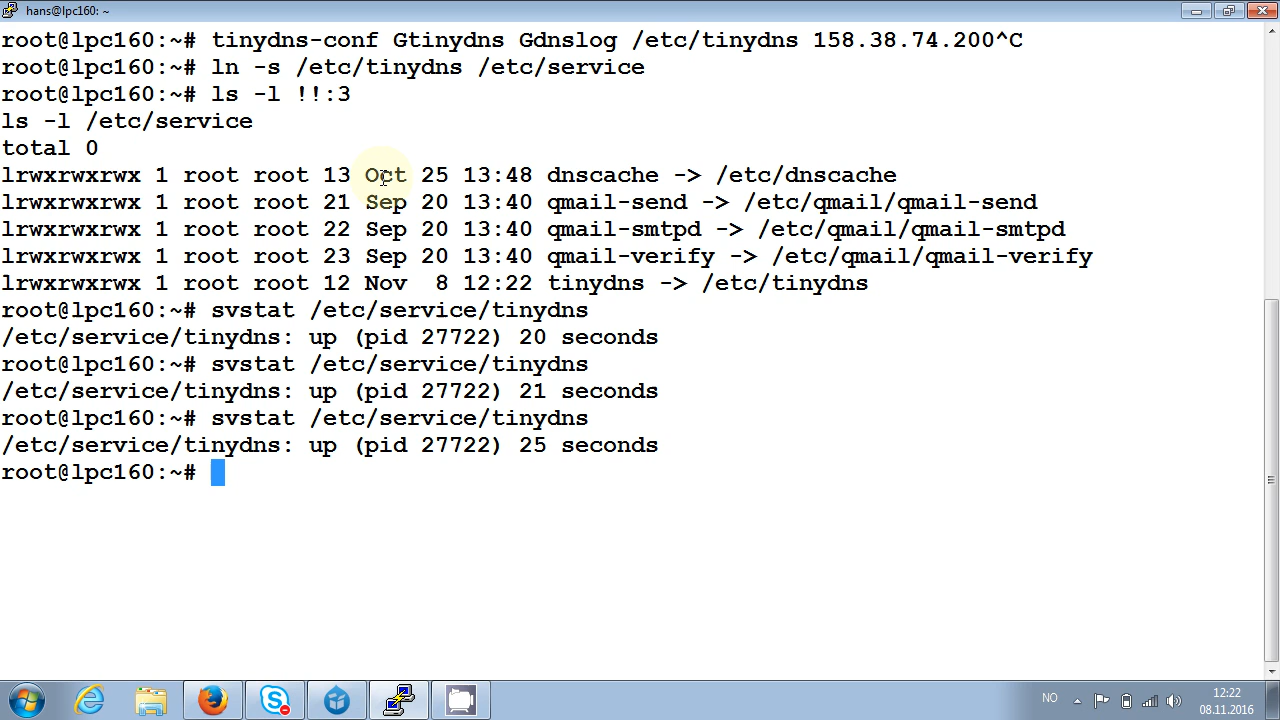 hans@lpc160: ~
root@lpc160:~# tinydns-conf Gtinydns Gdnslog /etc/tinydns 158.38.74.200^C
root@lpc160:~# ln -s /etc/tinydns /etc/service
root@lpc160:~# ls -l !!:3
ls -l /etc/service
total 0
lrwxrwxrwx 1 root root 13 Oct 25 13:48 dnscache -> /etc/dnscache
lrwxrwxrwx 1 root root 21 Sep 20 13:40 qmail-send -> /etc/qmail/qmail-send
lrwxrwxrwx 1 root root 22 Sep 20 13:40 qmail-smtpd -> /etc/qmail/qmail-smtpd
lrwxrwxrwx 1 root root 23 Sep 20 13:40 qmail-verify -> /etc/qmail/qmail-verify
lrwxrwxrwx 1 root root 12 Nov  8 12:22 tinydns -> /etc/tinydns
root@lpc160:~# svstat /etc/service/tinydns
/etc/service/tinydns: up (pid 27722) 20 seconds
root@lpc160:~# svstat /etc/service/tinydns
/etc/service/tinydns: up (pid 27722) 21 seconds
root@lpc160:~# svstat /etc/service/tinydns
/etc/service/tinydns: up (pid 27722) 25 seconds
root@lpc160:~#
NO
12:22
08.11.2016